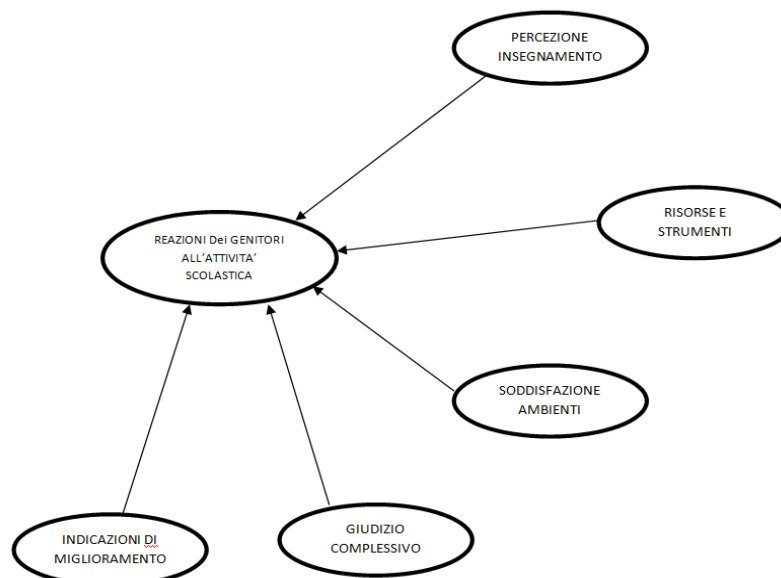 PERCEZIONE
INSEGNAMENTO
RISORSE E
STRUMENTI
REAZIONI Dei GENITORI
ALL'ATTIVITA'
SCOLASTICA
SODDISFAZIONE
AMBIENTI
GIUDIZIO
COMPLESSIVO
INDICAZIONI DI
MIGLIORAMENTO